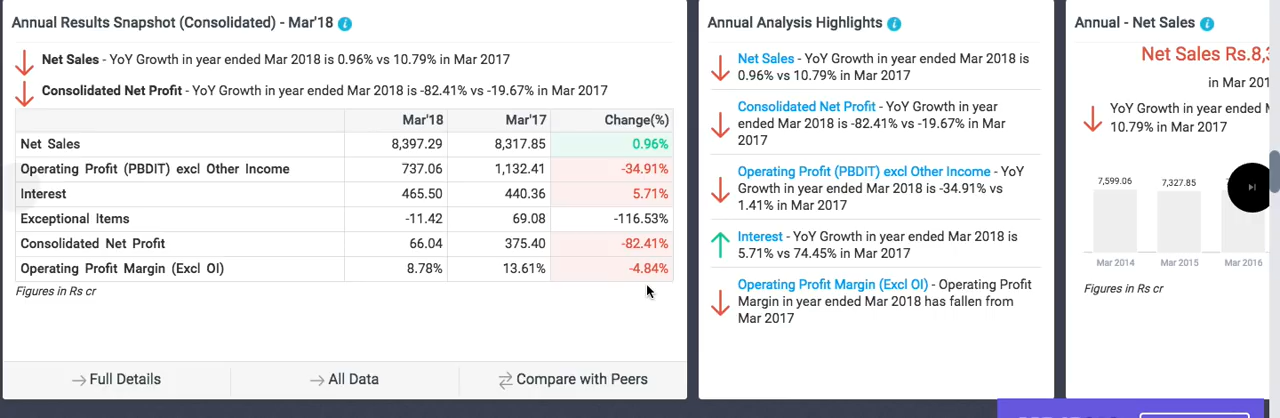 Annual Results Snapshot (Consolidated) - Mar'18
Net Sales - YoY Growth in year ended Mar 2018 is 0.96% vs 10.79% in Mar 2017
Consolidated Net Profit - YoY Growth in year ended Mar 2018 is -82.41% vs -19.67% in Mar 2017
Mar'18 Mar'17 Change(%)
Net Sales 8,397.29 8,317.85 0.96%
Operating Profit (PBDIT) excl Other Income 737.06 1,132.41 -34.91%
Interest 465.50 440.36 5.71%
Exceptional Items -11.42 69.08 -116.53%
Consolidated Net Profit 66.04 375.40 -82.41%
Operating Profit Margin (Excl OI) 8.78% 13.61% -4.84%
Figures in Rs cr
Full Details All Data Compare with Peers
Annual Analysis Highlights
Net Sales - YoY Growth in year ended Mar 2018 is
0.96% vs 10.79% in Mar 2017
Consolidated Net Profit - YoY Growth in year
ended Mar 2018 is -82.41% vs -19.67% in Mar
2017
Operating Profit (PBDIT) excl Other Income - YoY
Growth in year ended Mar 2018 is -34.91% vs
1.41% in Mar 2017
Interest - YoY Growth in year ended Mar 2018 is
5.71% vs 74.45% in Mar 2017
Operating Profit Margin (Excl OI) - Operating Profit
Margin in year ended Mar 2018 has fallen from
Mar 2017
Annual - Net Sales
Net Sales Rs.8,3
in Mar 201
YoY Growth in year ended
10.79% in Mar 2017
7,599.06 7,327.85
Mar 2014 Mar 2015 Mar 2016
Figures in Rs cr